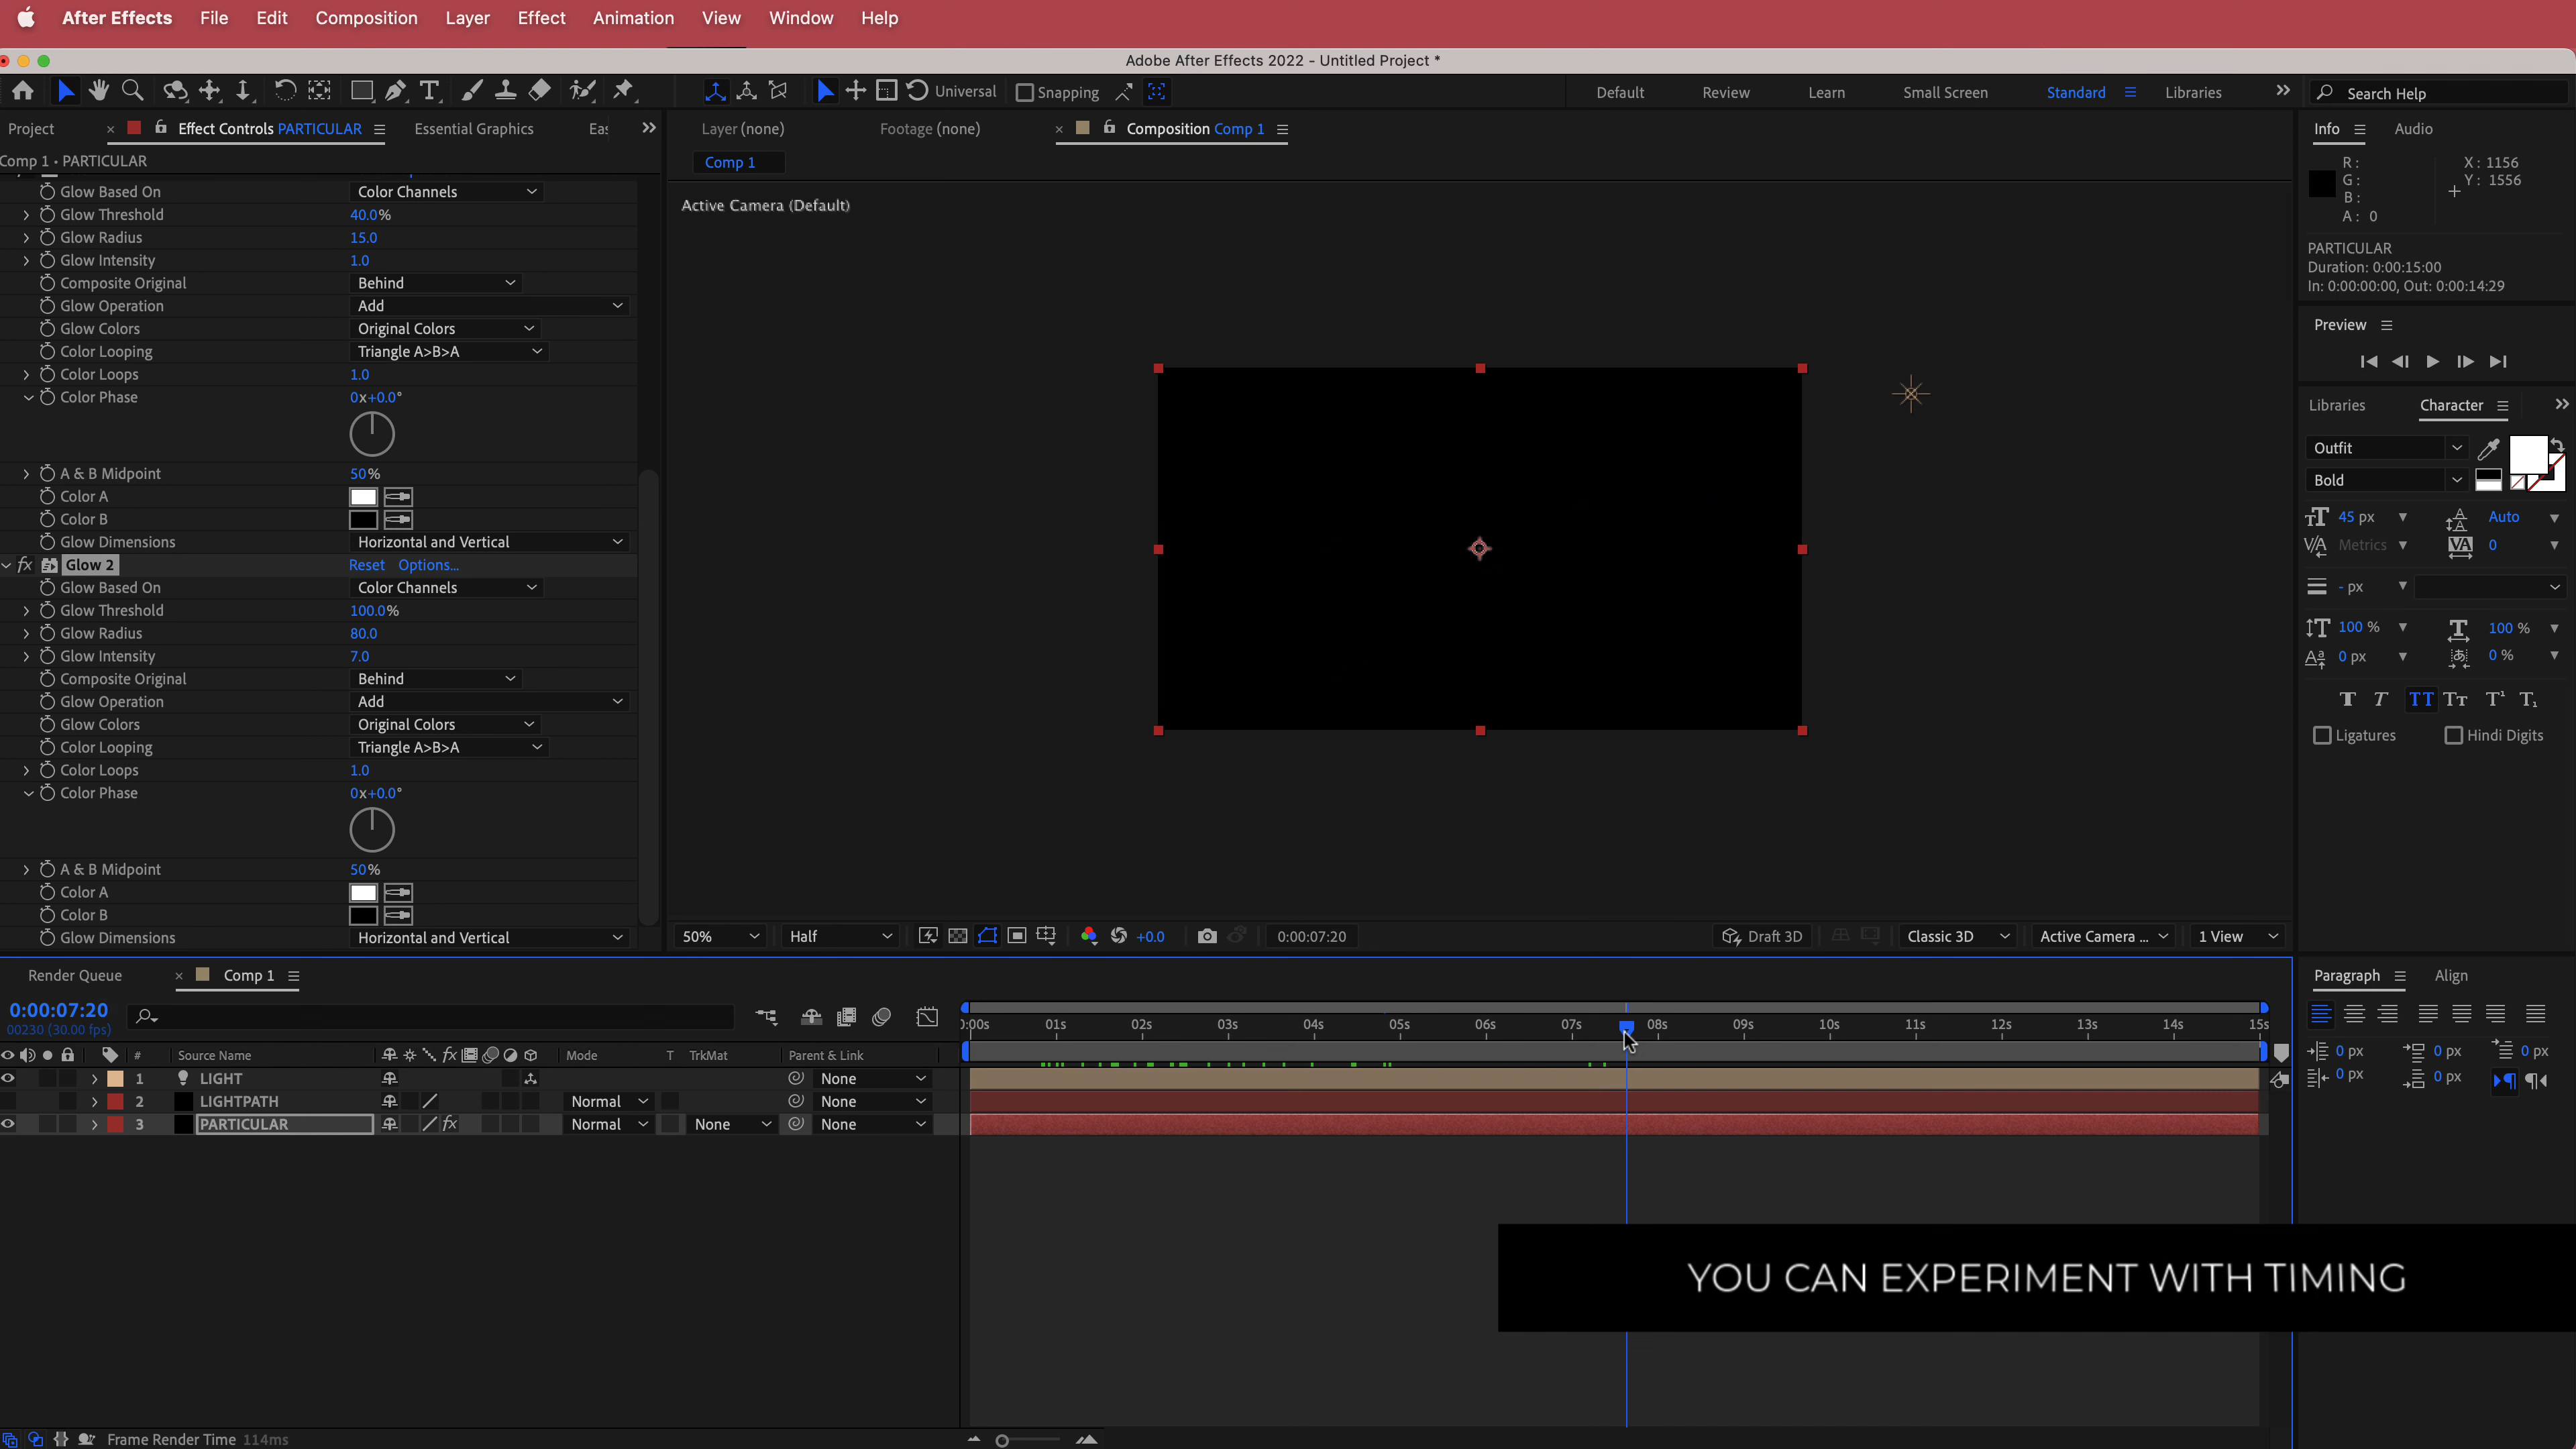 After Effects File Edit Composition Layer Effect Animation View Window Help
Adobe After Effects 2022 - Untitled Project *
Universal Snapping Default Review Learn Small Screen Standard Libraries Search Help
Project Effect Controls PARTICULAR Essential Graphics Eas
Layer (none) Footage (none) Composition Comp 1
Info Audio
Comp 1 • PARTICULAR
Comp 1
Active Camera (Default)
R :
G :
B :
A : 0
X : 1156
Y : 1556
PARTICULAR
Duration: 0:00:15:00
In: 0:00:00:00, Out: 0:00:14:29
Preview
Libraries Character
Outfit
Bold
45 px Auto
Metrics 0
- px
100 % 100 %
0 px 0 %
Ligatures Hindi Digits
Glow Based On Color Channels
Glow Threshold 40.0%
Glow Radius 15.0
Glow Intensity 1.0
Composite Original Behind
Glow Operation Add
Glow Colors Original Colors
Color Looping Triangle A>B>A
Color Loops 1.0
Color Phase 0x+0.0°
A & B Midpoint 50%
Color A
Color B
Glow Dimensions Horizontal and Vertical
fx Glow 2 Reset Options...
Glow Based On Color Channels
Glow Threshold 100.0%
Glow Radius 80.0
Glow Intensity 7.0
Composite Original Behind
Glow Operation Add
Glow Colors Original Colors
Color Looping Triangle A>B>A
Color Loops 1.0
Color Phase 0x+0.0°
A & B Midpoint 50%
Color A
Color B
Glow Dimensions Horizontal and Vertical
50% Half +0.0 0:00:07:20 Draft 3D Classic 3D Active Camera ... 1 View
Render Queue Comp 1
Paragraph Align
0 px 0 px 0 px
0 px 0 px
0:00:07:20
00230 (30.00 fps)
0:00s 01s 02s 03s 04s 05s 06s 07s 08s 09s 10s 11s 12s 13s 14s 15s
# Source Name fx Mode T TrkMat Parent & Link
1 LIGHT None
2 LIGHTPATH Normal None
3 PARTICULAR fx Normal None None
YOU CAN EXPERIMENT WITH TIMING
Frame Render Time 114ms